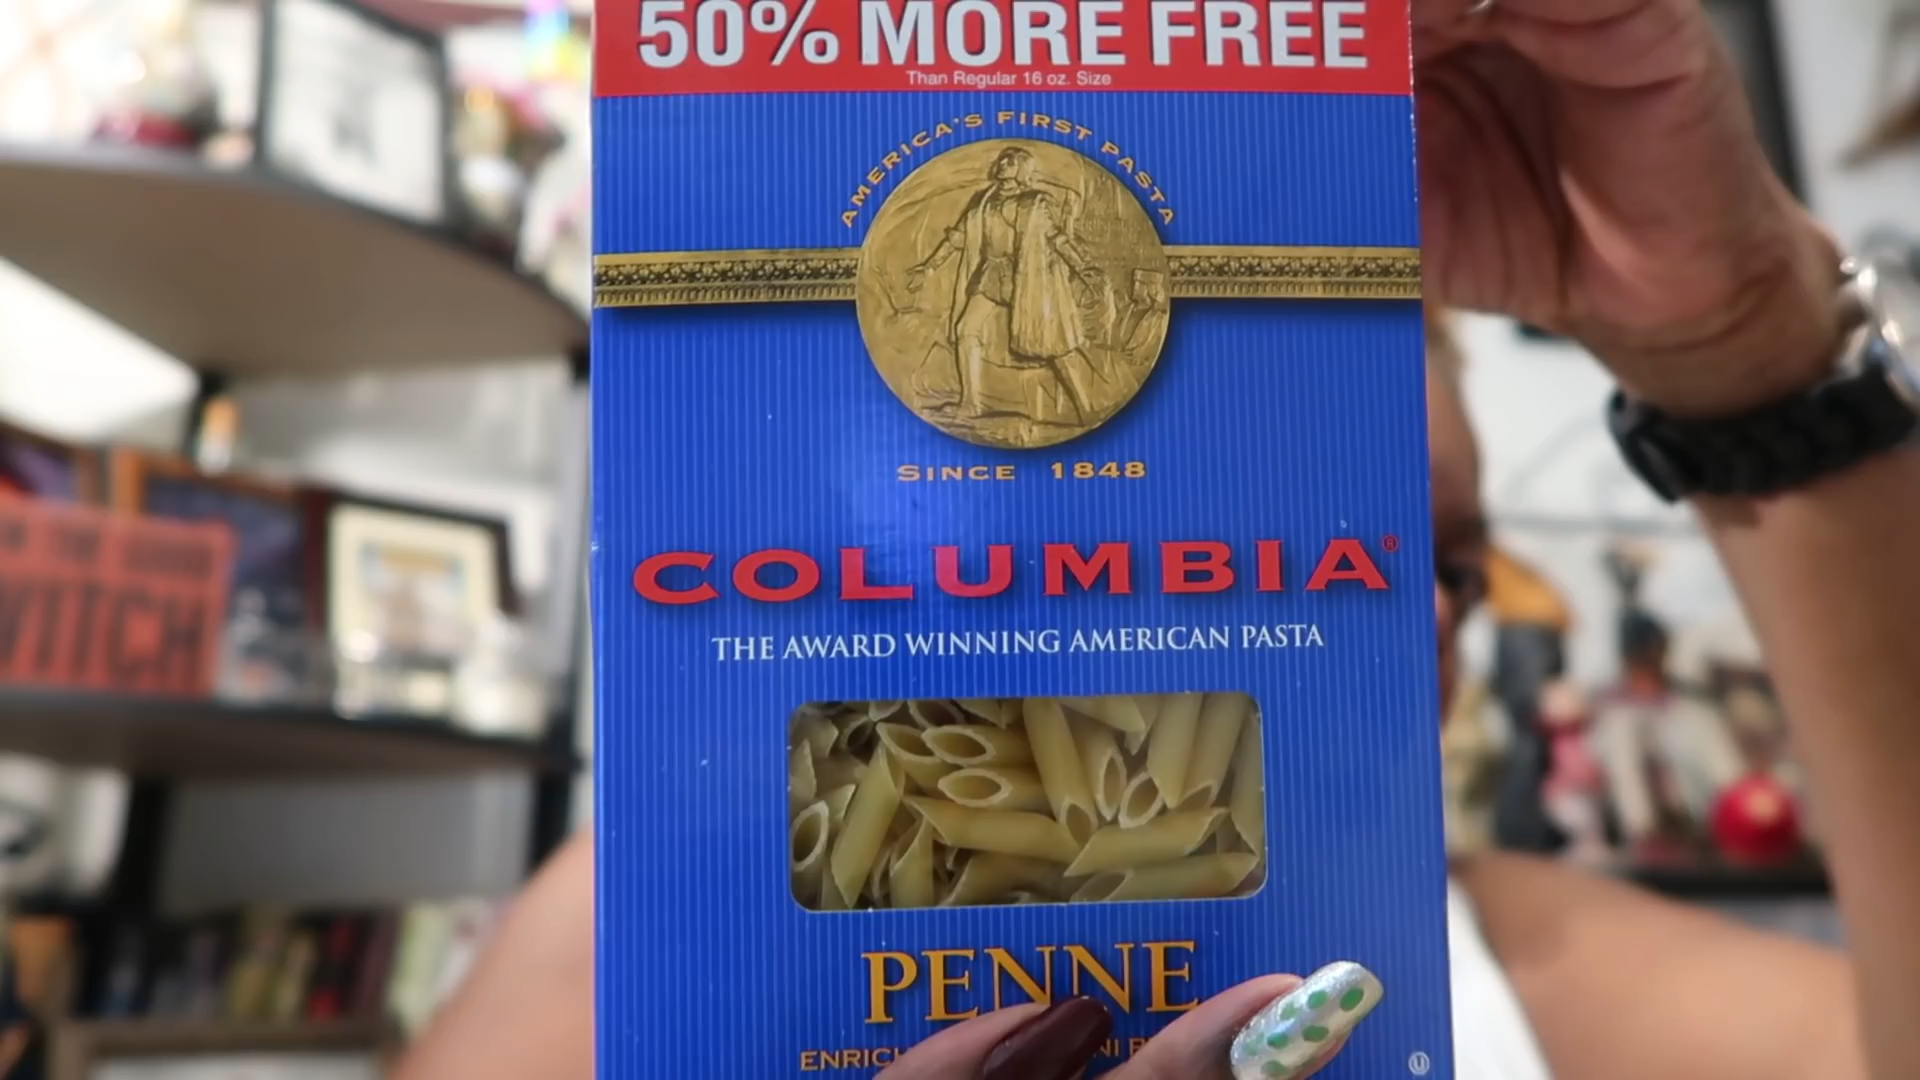 50% MORE FREE
Than Regular 16 oz. Size
AMERICA'S FIRST PASTA
SINCE 1848
COLUMBIA®
THE AWARD WINNING AMERICAN PASTA
PENNE
WITCH